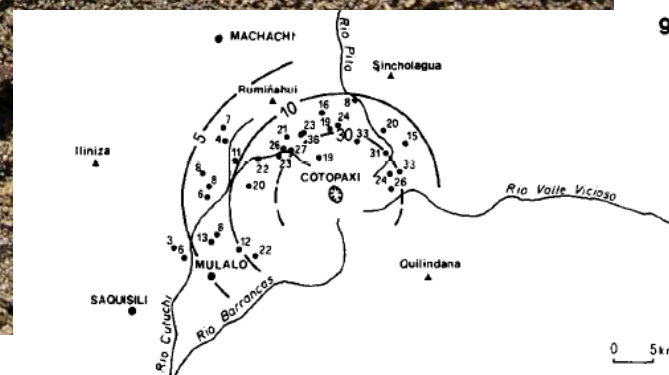 g
MACHACHI
Rio Pita
Sincholagua
Rumiñahui
5
10
30
7
4
16
8
24
19
23
36
21
26
27
23
22
11
33
20
15
31
33
24
26
19
20
Iliniza
8
8
6
COTOPAXI
Rio Valle Vicioso
3
6
13
8
12
22
MULALO
Quilindana
SAQUISILI
Rio Cutuchi
Rio Barrancas
0 5km